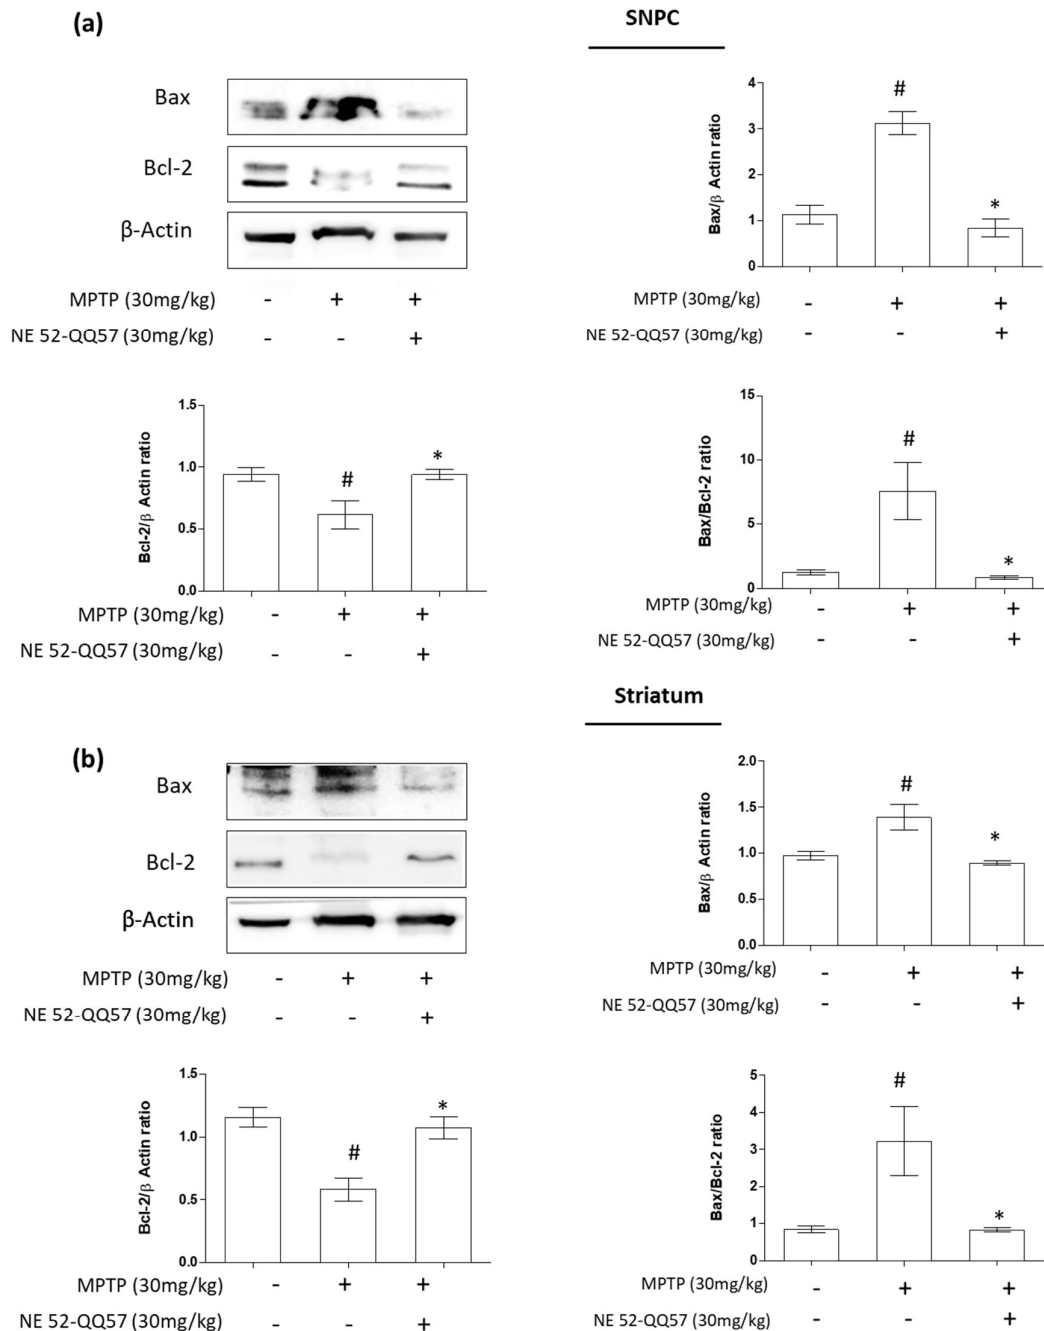 (a)
SNPC
Bax
Bcl-2
β-Actin
MPTP (30mg/kg) - + +
NE 52-QQ57 (30mg/kg) - - +
Bax/β Actin ratio
4
3
2
1
0
#
*
MPTP (30mg/kg) - + +
NE 52-QQ57 (30mg/kg) - - +
Bcl-2/β Actin ratio
1.5
1.0
0.5
0.0
#
*
MPTP (30mg/kg) - + +
NE 52-QQ57 (30mg/kg) - - +
Bax/Bcl-2 ratio
15
10
5
0
#
*
MPTP (30mg/kg) - + +
NE 52-QQ57 (30mg/kg) - - +
Striatum
(b)
Bax
Bcl-2
β-Actin
MPTP (30mg/kg) - + +
NE 52-QQ57 (30mg/kg) - - +
Bax/β Actin ratio
2.0
1.5
1.0
0.5
0.0
#
*
MPTP (30mg/kg) - + +
NE 52-QQ57 (30mg/kg) - - +
Bcl-2/β Actin ratio
1.5
1.0
0.5
0.0
#
*
MPTP (30mg/kg) - + +
NE 52-QQ57 (30mg/kg) - - +
Bax/Bcl-2 ratio
5
4
3
2
1
0
#
*
MPTP (30mg/kg) - + +
NE 52-QQ57 (30mg/kg) - - +